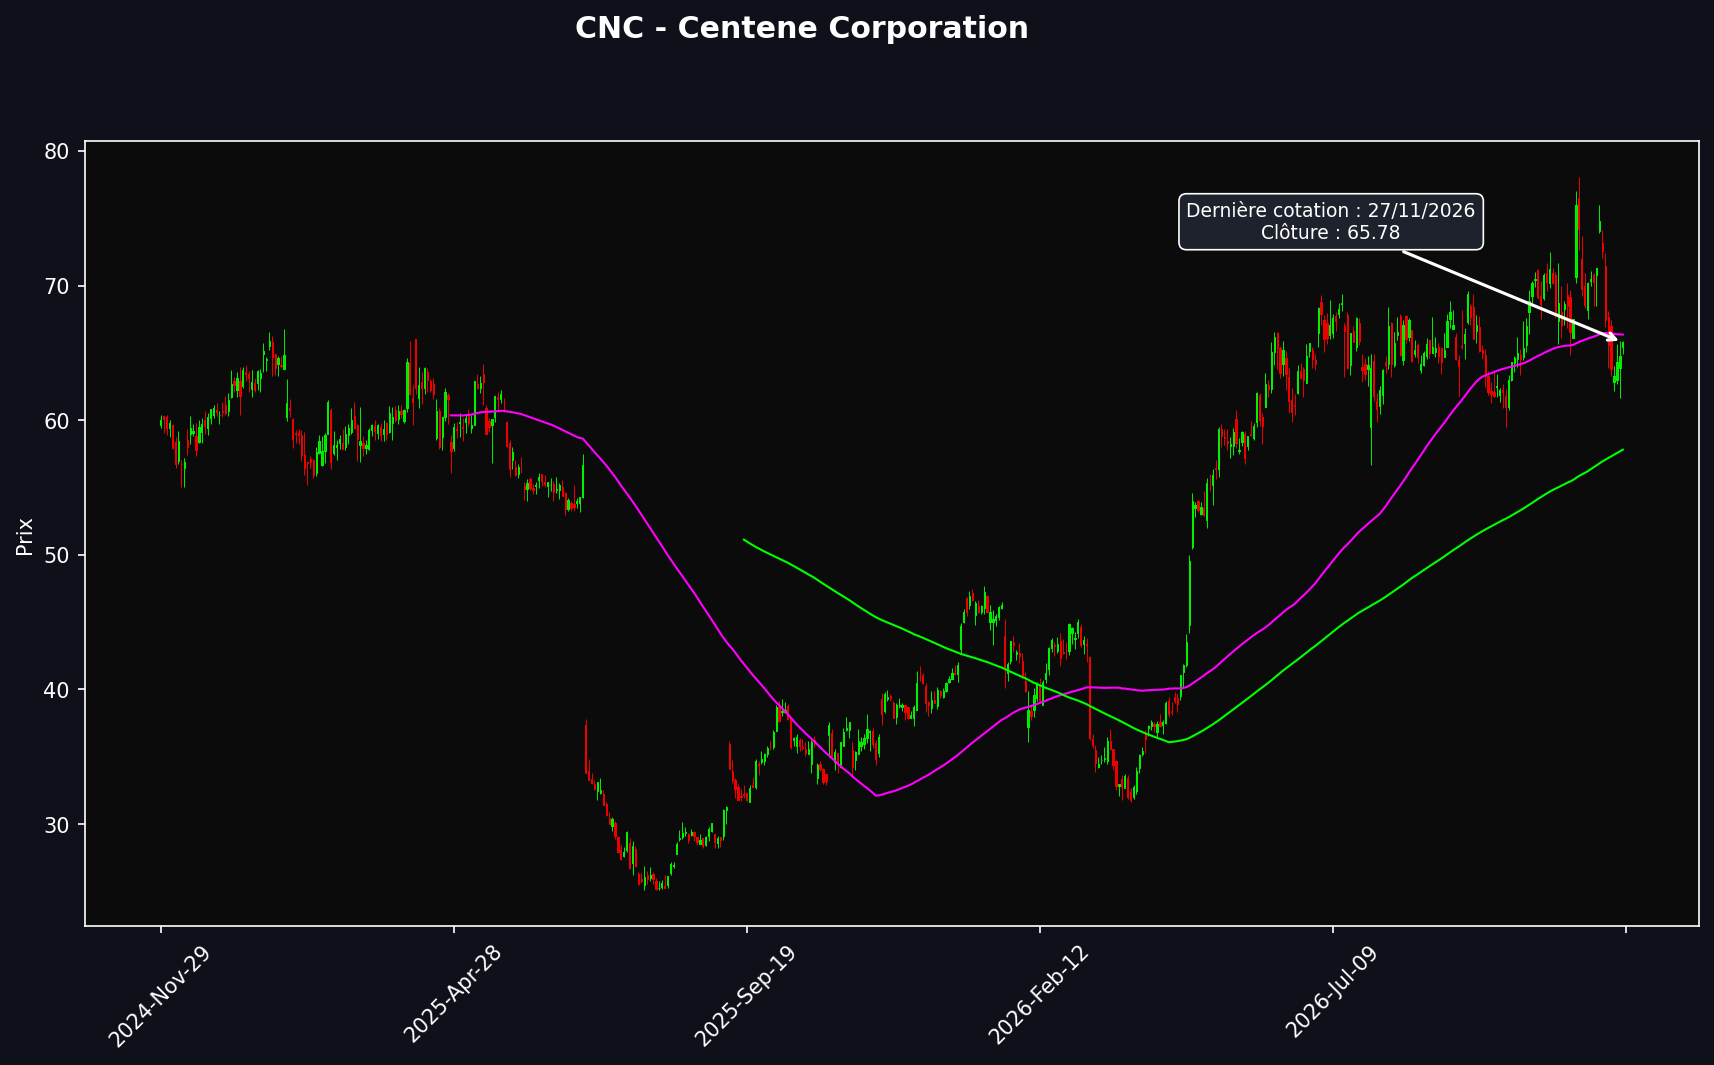 CNC - Centene Corporation
Prix
80
70
60
50
40
30
Dernière cotation : 27/11/2026
Clôture : 65.78
2024-Nov-29
2025-Apr-28
2025-Sep-19
2026-Feb-12
2026-Jul-09